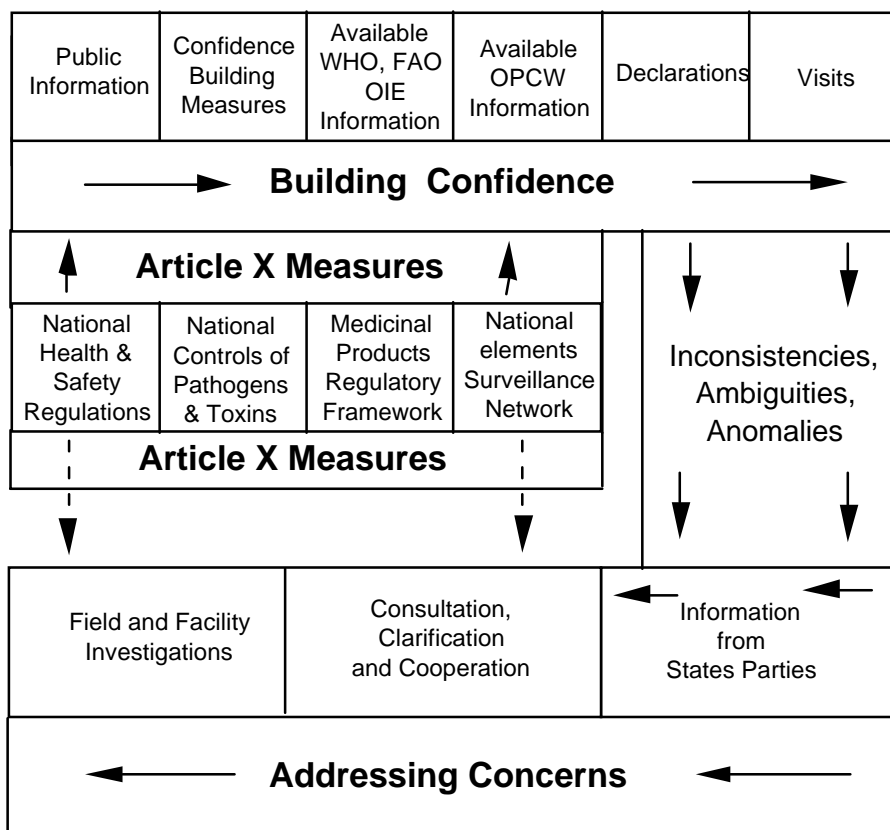 Public
Information
Confidence
Building
Measures
Available
WHO, FAO
OIE
Information
Available
OPCW
Information
Declarations
Visits
Building Confidence
Article X Measures
National
Health &
Safety
Regulations
National
Controls of
Pathogens
& Toxins
Medicinal
Products
Regulatory
Framework
National
elements
Surveillance
Network
Inconsistencies,
Ambiguities,
Anomalies
Article X Measures
Field and Facility
Investigations
Consultation,
Clarification
and Cooperation
Information
from
States Parties
Addressing Concerns